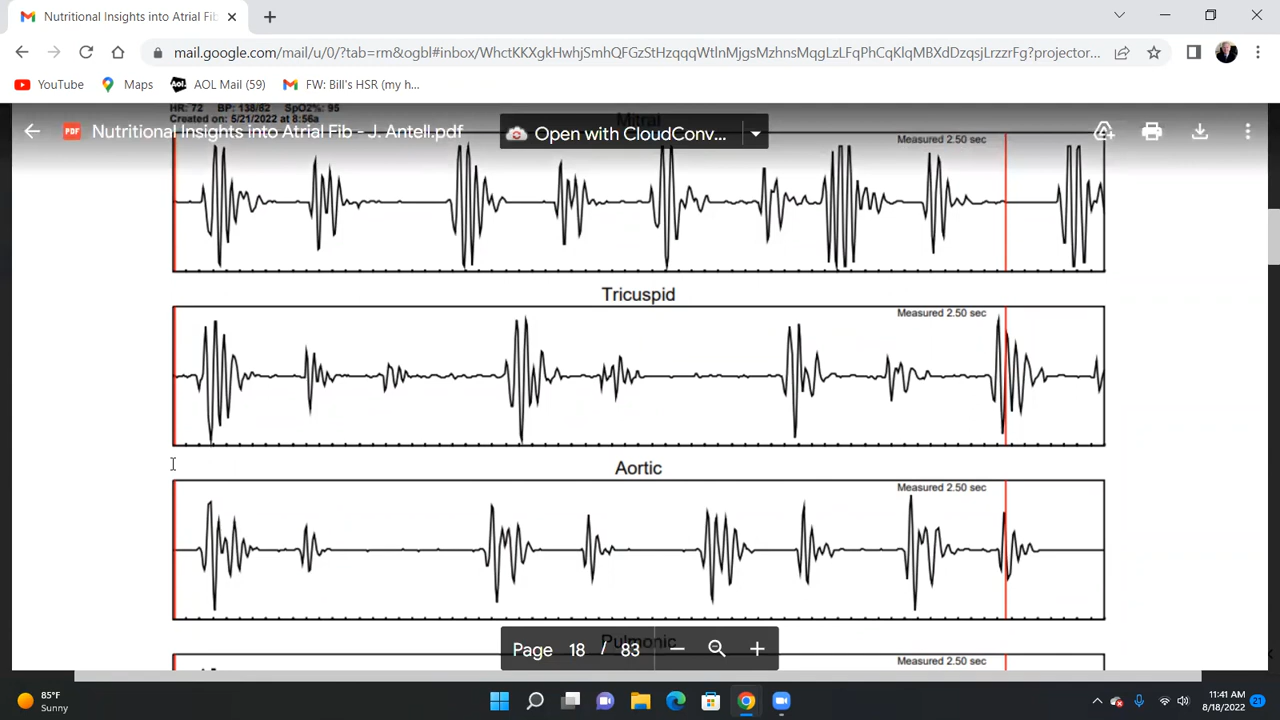 Nutritional Insights into Atrial Fib
mail.google.com/mail/u/0/?tab=rm&ogbl#inbox/WhctKKXgkHwhjSmhQFGzStHzqqqWtlnMjgsMzhnsMqgLzLFqPhCqKlqMBXdDzqsjLrzzrFg?projector...
YouTube
Maps
AOL Mail (59)
FW: Bill's HSR (my h...
HR: 72 BP: 138/82 SpO2%: 95
Created on: 5/21/2022 at 8:56a
Mitral
PDF
Nutritional Insights into Atrial Fib - J. Antell.pdf
Open with CloudConv...
Measured 2.50 sec
Tricuspid
Measured 2.50 sec
Aortic
Measured 2.50 sec
Pulmonic
Page 18 / 83
Measured 2.50 sec
85°F
Sunny
11:41 AM
8/18/2022
21